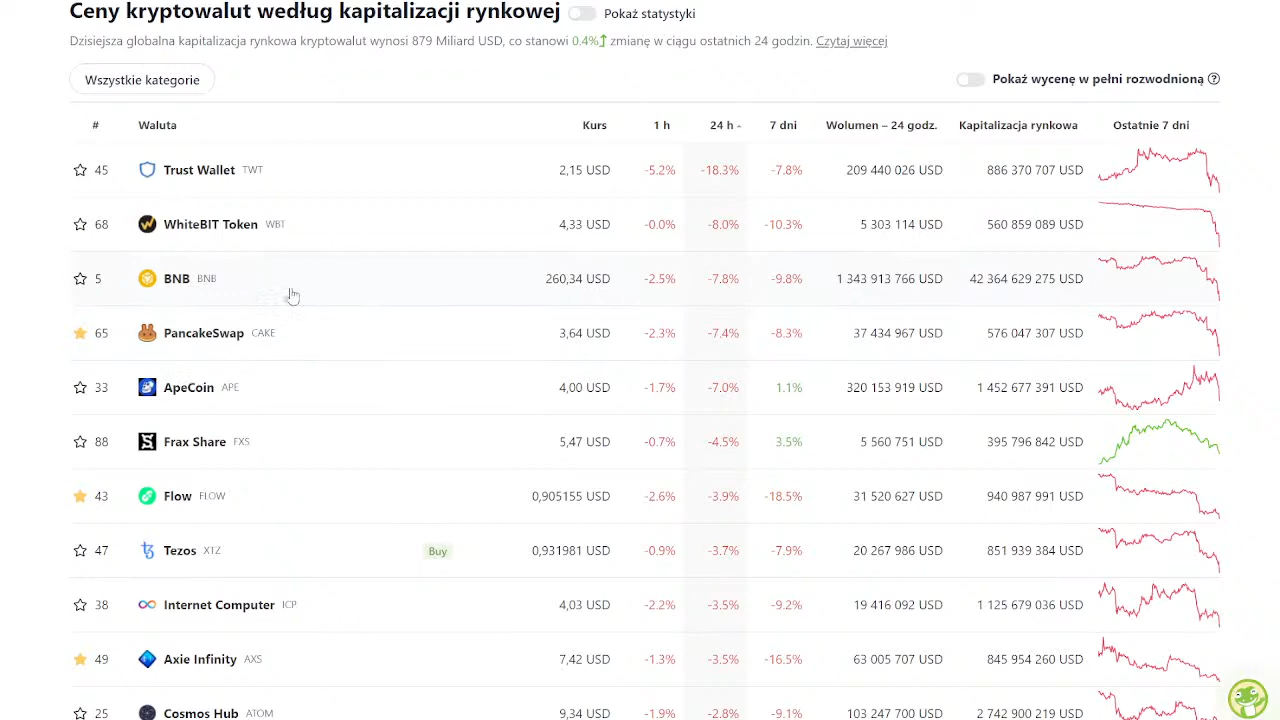 Ceny kryptowalut według kapitalizacji rynkowej Pokaż statystyki
Dzisiejsza globalna kapitalizacja rynkowa kryptowalut wynosi 879 Miliard USD, co stanowi 0.4% zmianę w ciągu ostatnich 24 godzin. Czytaj więcej
Wszystkie kategorie Pokaż wycenę w pełni rozwodnioną
# Waluta Kurs 1 h 24 h 7 dni Wolumen – 24 godz. Kapitalizacja rynkowa Ostatnie 7 dni
45 Trust Wallet TWT 2,15 USD -5.2% -18.3% -7.8% 209 440 026 USD 886 370 707 USD
68 WhiteBIT Token WBT 4,33 USD -0.0% -8.0% -10.3% 5 303 114 USD 560 859 089 USD
5 BNB BNB 260,34 USD -2.5% -7.8% -9.8% 1 343 913 766 USD 42 364 629 275 USD
65 PancakeSwap CAKE 3,64 USD -2.3% -7.4% -8.3% 37 434 967 USD 576 047 307 USD
33 ApeCoin APE 4,00 USD -1.7% -7.0% 1.1% 220 153 919 USD 1 452 677 391 USD
88 Frax Share FXS 5,47 USD -0.7% -4.5% 3.5% 5 560 751 USD 395 796 842 USD
43 Flow FLOW 0,905153 USD -2.6% -3.9% -18.5% 31 520 627 USD 940 987 991 USD
47 Tezos XTZ Buy 0,931981 USD -0.9% -3.7% -7.9% 20 267 986 USD 851 939 384 USD
38 Internet Computer ICP 4,03 USD -2.2% -3.5% -9.2% 19 416 092 USD 1 125 679 036 USD
49 Axie Infinity AXS 7,42 USD -1.3% -3.5% -16.5% 63 005 707 USD 845 954 260 USD
25 Cosmos Hub ATOM 9,34 USD -1.9% -2.8% -9.1% 103 247 700 USD 2 742 900 219 USD